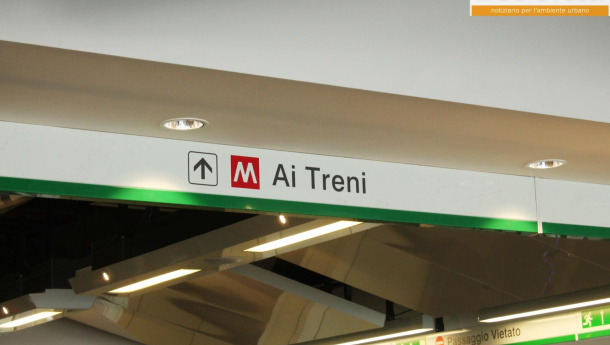 notiziario per l'ambiente urbano
M Ai Treni
Passaggio Vietato